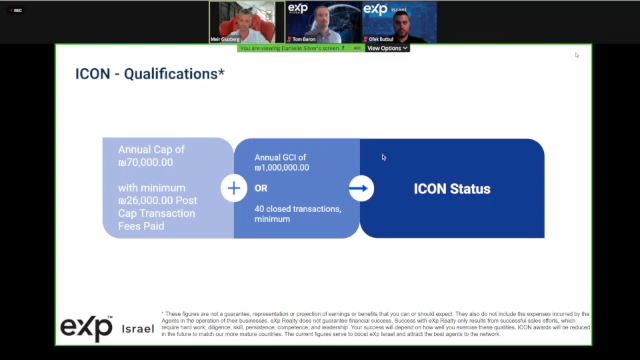 REC
exp
exp Israel
Meir Guzberg
Tom Baron
Ofek Butbul
You are viewing Danielle Silver's screen
View Options
ICON - Qualifications*
Annual Cap of
₪70,000.00
with minimum
₪26,000.00 Post
Cap Transaction
Fees Paid
+
Annual GCI of
₪1,000,000.00
OR
40 closed transactions,
minimum
ICON Status
* These figures are not a guarantee, representation or projection of earnings or benefits that you can or should expect. They also do not include the expenses incurred by the
Agents in the operation of their businesses. eXp Realty does not guarantee financial success. Success with eXp Realty only results from successful sales efforts, which
require hard work, diligence, skill, persistence, competence, and leadership. Your success will depend on how well you exercise these qualities. ICON awards will be reduced
in the future to match our more mature countries. The current figures serve to boost eXp Israel and attract the best agents to the network.
exp™ Israel